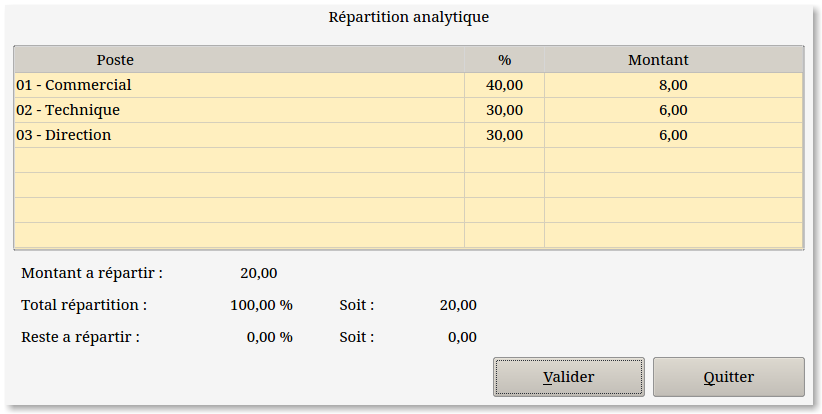 Répartition analytique
Poste % Montant
01 - Commercial 40,00 8,00
02 - Technique 30,00 6,00
03 - Direction 30,00 6,00
Montant a répartir : 20,00
Total répartition : 100,00 % Soit : 20,00
Reste a répartir : 0,00 % Soit : 0,00
Valider Quitter